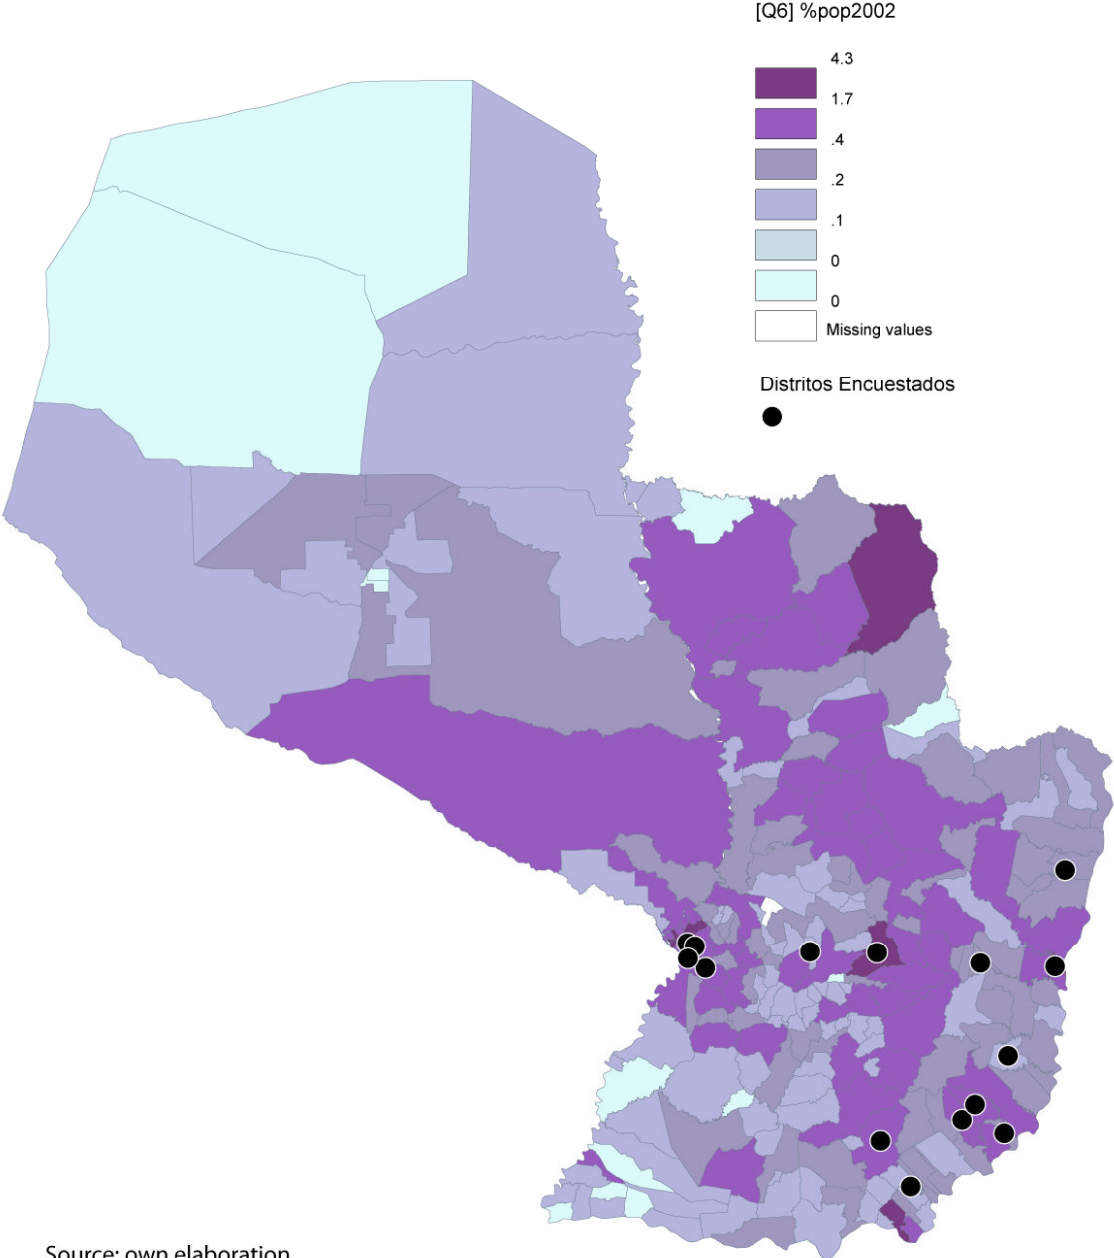 [Q6] %pop2002
4.3
1.7
.4
.2
.1
0
0
Missing values
Distritos Encuestados
Source: own elaboration